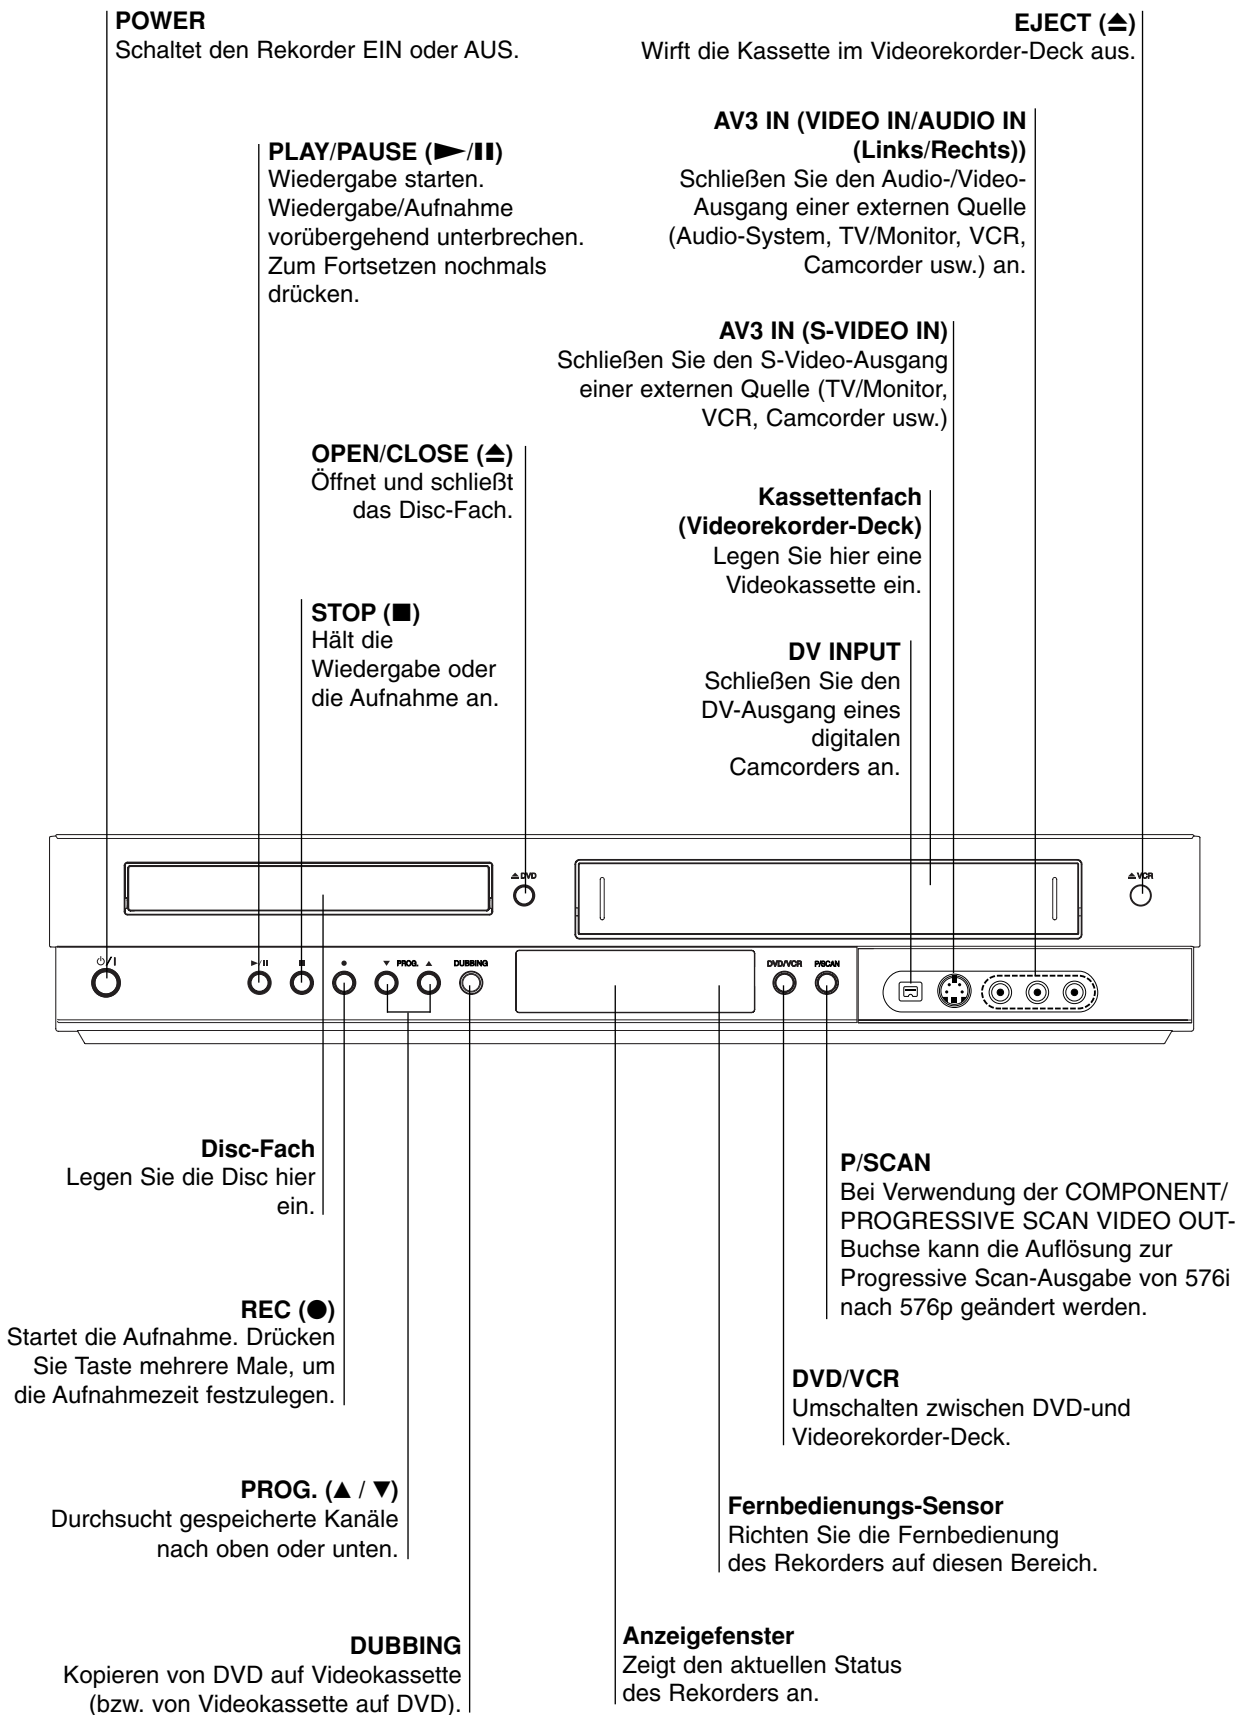 POWER
Schaltet den Rekorder EIN oder AUS.
EJECT (⏏)
Wirft die Kassette im Videorekorder-Deck aus.
PLAY/PAUSE (►/II)
Wiedergabe starten.
Wiedergabe/Aufnahme
vorübergehend unterbrechen.
Zum Fortsetzen nochmals
drücken.
AV3 IN (VIDEO IN/AUDIO IN
(Links/Rechts))
Schließen Sie den Audio-/Video-
Ausgang einer externen Quelle
(Audio-System, TV/Monitor, VCR,
Camcorder usw.) an.
AV3 IN (S-VIDEO IN)
Schließen Sie den S-Video-Ausgang
einer externen Quelle (TV/Monitor,
VCR, Camcorder usw.)
OPEN/CLOSE (⏏)
Öffnet und schließt
das Disc-Fach.
Kassettenfach
(Videorekorder-Deck)
Legen Sie hier eine
Videokassette ein.
STOP (■)
Hält die
Wiedergabe oder
die Aufnahme an.
DV INPUT
Schließen Sie den
DV-Ausgang eines
digitalen
Camcorders an.
⏏ DVD
⏏ VCR
⏻/I
►/II
■
●
▼ PROG. ▲
DUBBING
DVD/VCR
P/SCAN
Disc-Fach
Legen Sie die Disc hier
ein.
P/SCAN
Bei Verwendung der COMPONENT/
PROGRESSIVE SCAN VIDEO OUT-
Buchse kann die Auflösung zur
Progressive Scan-Ausgabe von 576i
nach 576p geändert werden.
REC (●)
Startet die Aufnahme. Drücken
Sie Taste mehrere Male, um
die Aufnahmezeit festzulegen.
DVD/VCR
Umschalten zwischen DVD-und
Videorekorder-Deck.
PROG. (▲ / ▼)
Durchsucht gespeicherte Kanäle
nach oben oder unten.
Fernbedienungs-Sensor
Richten Sie die Fernbedienung
des Rekorders auf diesen Bereich.
DUBBING
Kopieren von DVD auf Videokassette
(bzw. von Videokassette auf DVD).
Anzeigefenster
Zeigt den aktuellen Status
des Rekorders an.